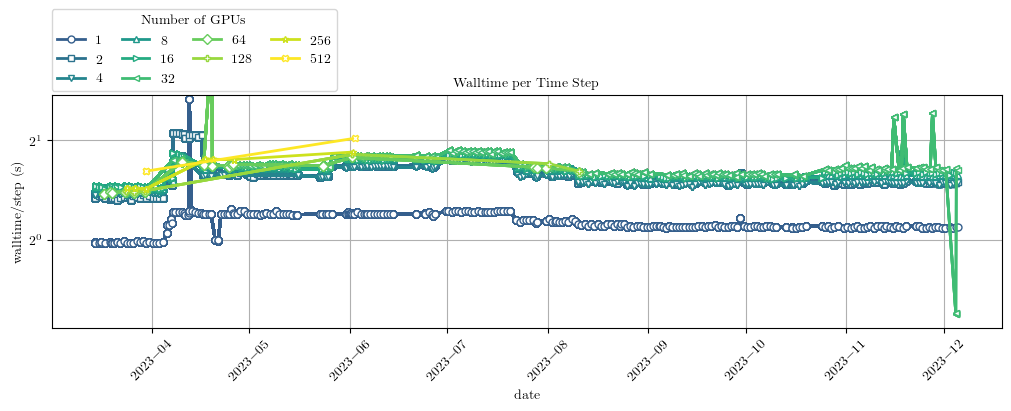 Number of GPUs
1 8 64 256
2 16 128 512
4 32
Walltime per Time Step
2^1
2^0
walltime/step (s)
2023−04 2023−05 2023−06 2023−07 2023−08 2023−09 2023−10 2023−11 2023−12
date